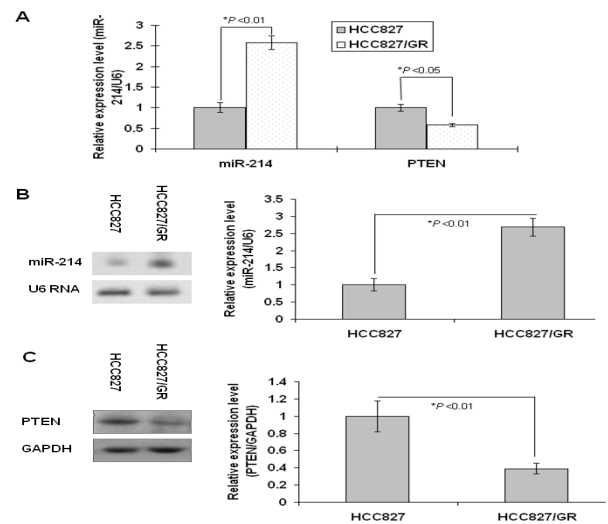 A
Relative expression level (miR-
214/U6)
3
2.5
2
1.5
1
0.5
0
*P<0.01
*P<0.05
HCC827
HCC827/GR
miR-214
PTEN
B
HCC827
HCC827/GR
miR-214
U6 RNA
Relative expression level
(miR-214/U6)
3.5
3
2.5
2
1.5
1
0.5
0
*P<0.01
HCC827
HCC827/GR
C
HCC827
HCC827/GR
PTEN
GAPDH
Relative expression level
(PTEN/GAPDH)
1.4
1.2
1
0.8
0.6
0.4
0.2
0
*P<0.01
HCC827
HCC827/GR